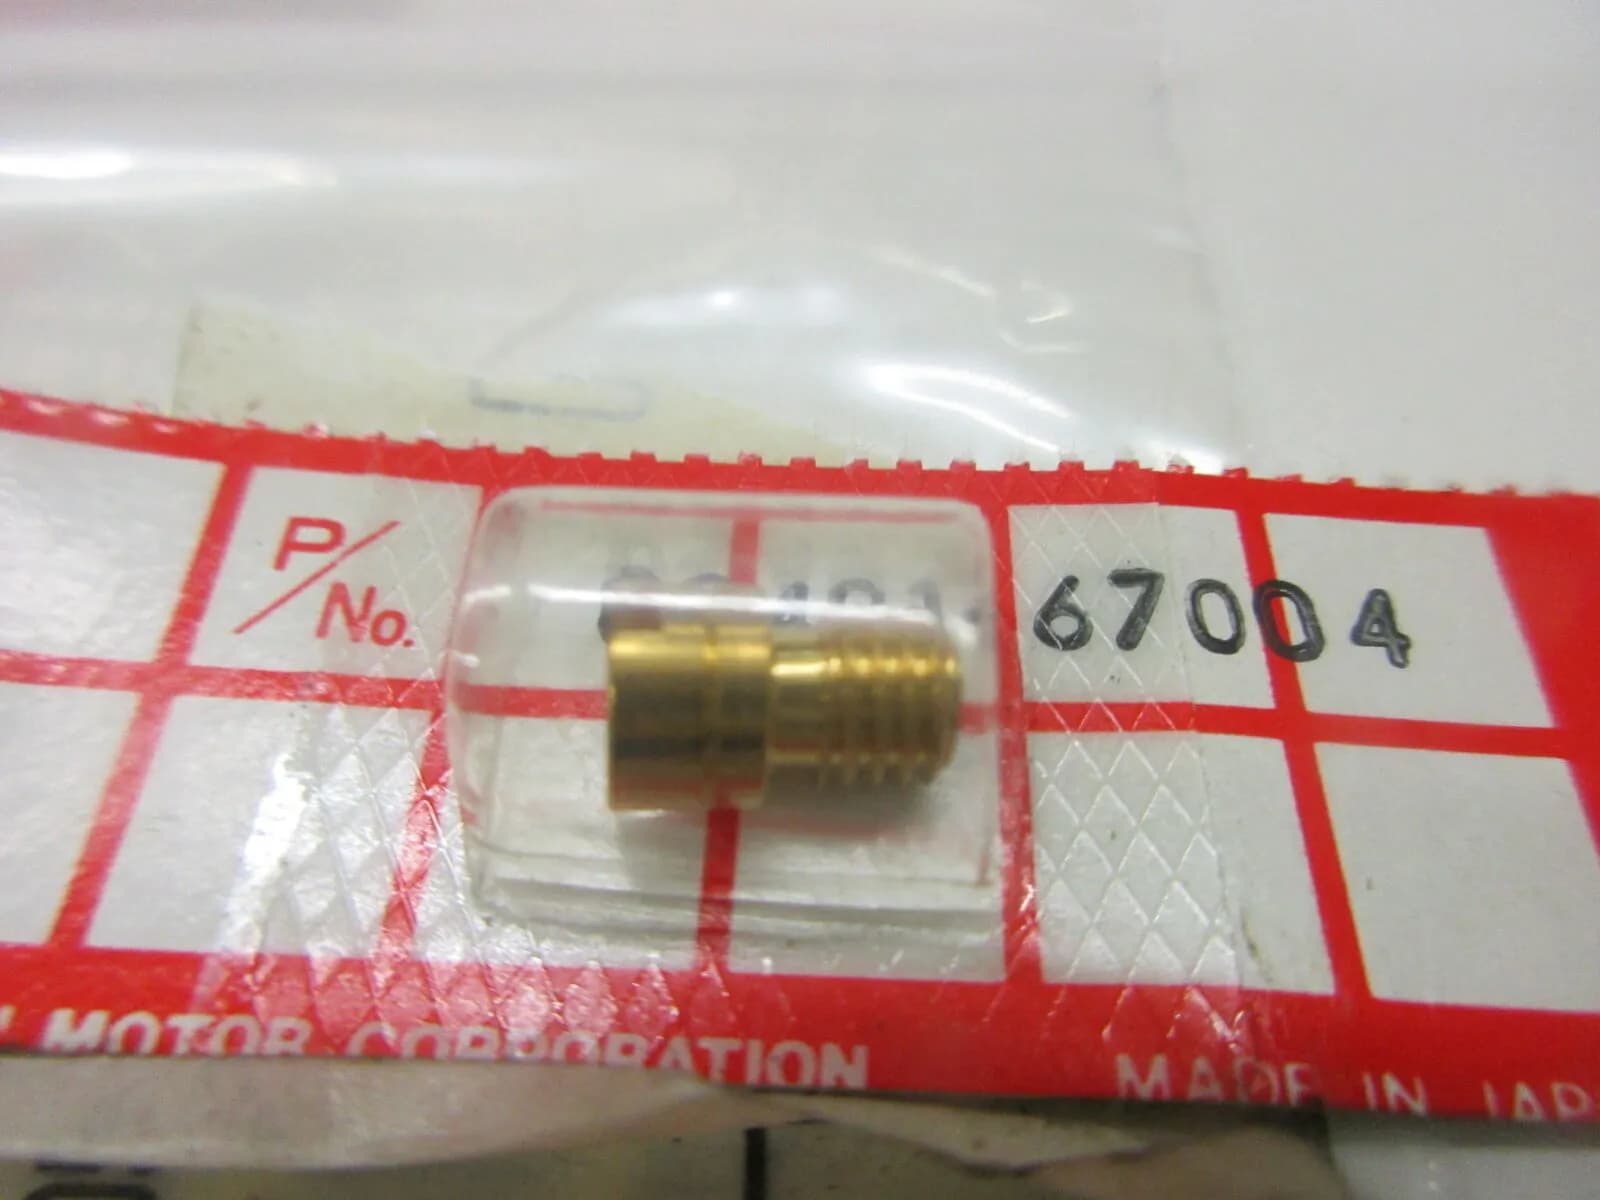 P/No.
67004
MOTOR CORPORATION
MADE IN JAP